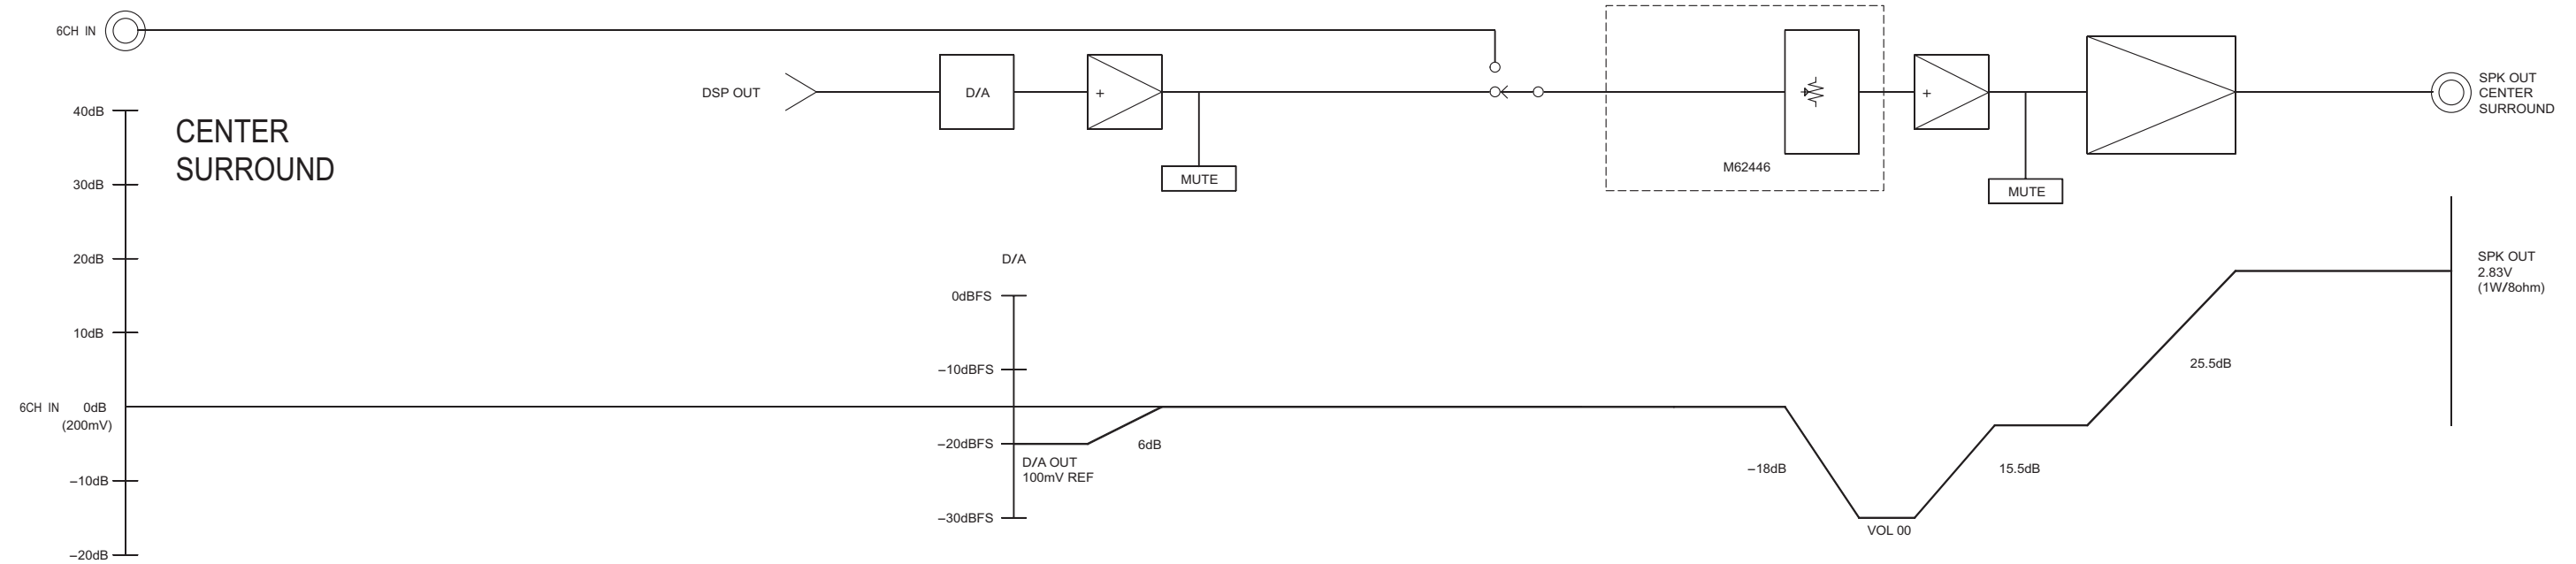 6CH IN
DSP OUT
D/A
+
MUTE
M62446
+
MUTE
SPK OUT
CENTER
SURROUND
CENTER
SURROUND
40dB
30dB
20dB
10dB
6CH IN 0dB
(200mV)
−10dB
−20dB
D/A
0dBFS
−10dBFS
−20dBFS
−30dBFS
D/A OUT
100mV REF
6dB
−18dB
VOL 00
15.5dB
25.5dB
SPK OUT
2.83V
(1W/8ohm)